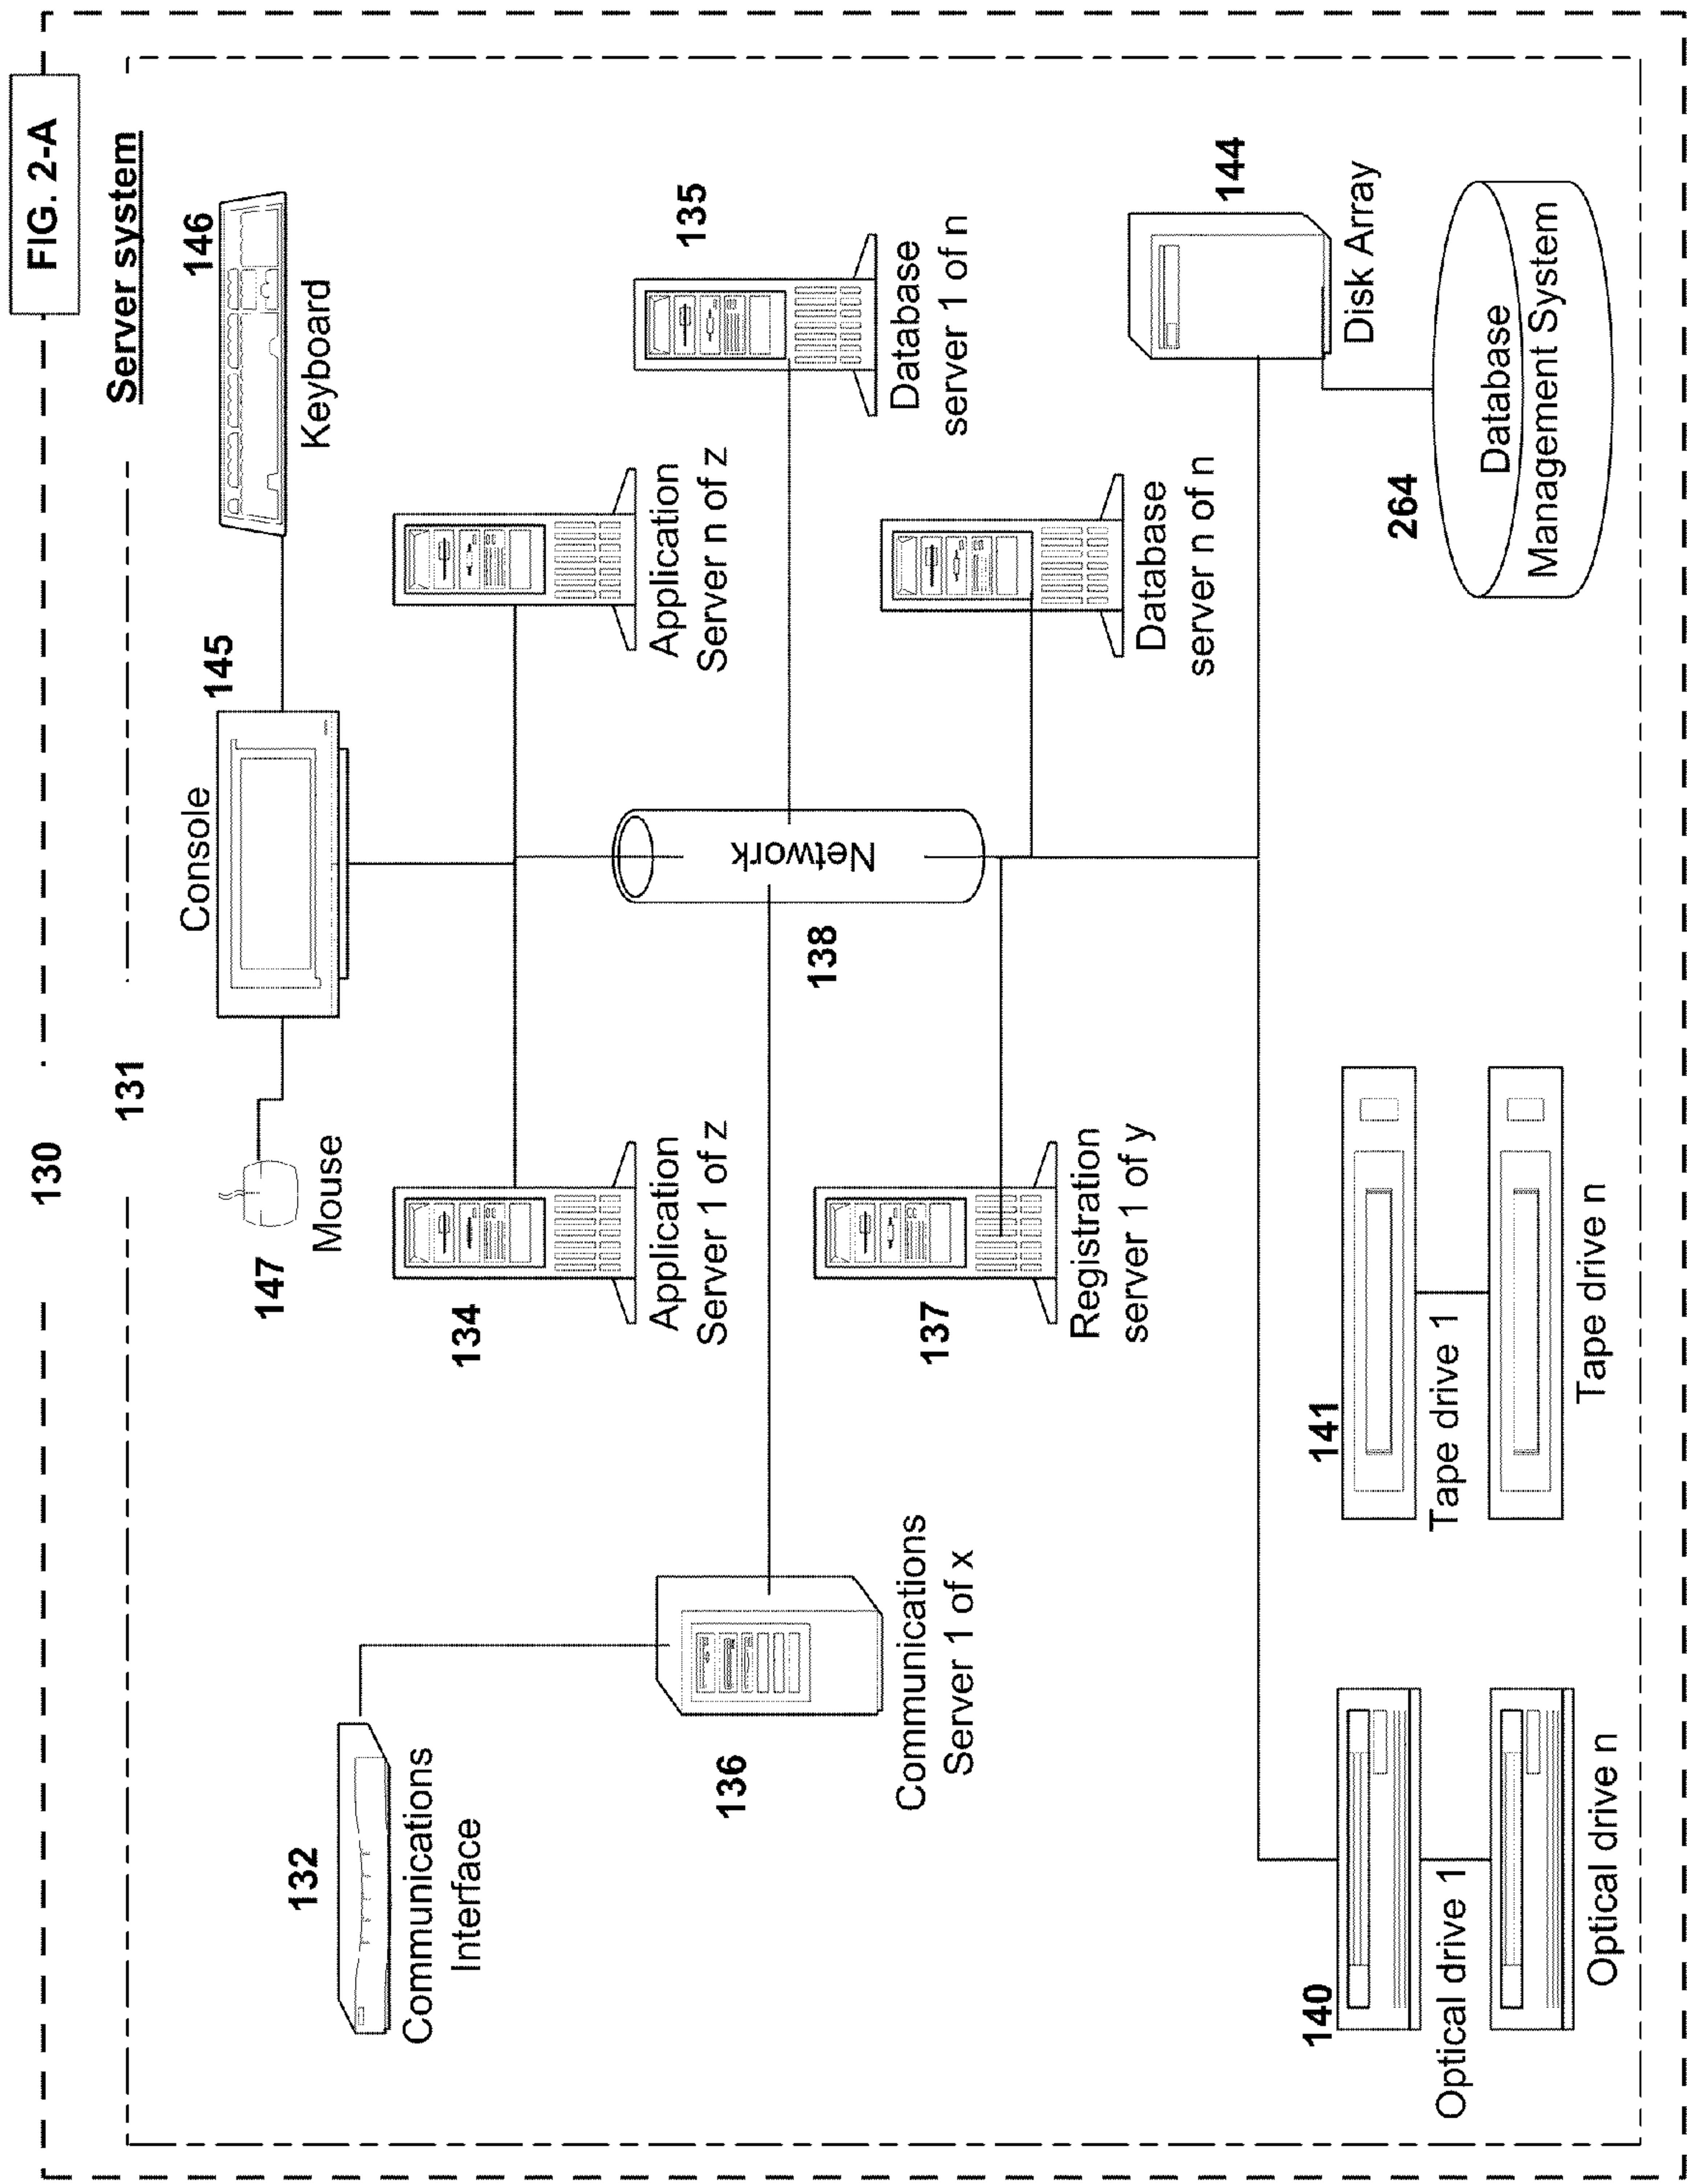 FIG. 2-A
130
131
Server system
147
Mouse
Console
145
146
Keyboard
132
Communications
Interface
134
Application
Server 1 of z
Application
Server n of z
136
Communications
Server 1 of x
138
Network
135
Database
server 1 of n
137
Registration
server 1 of y
Database
server n of n
140
Optical drive 1
Optical drive n
141
Tape drive 1
Tape drive n
144
Disk Array
264
Database
Management System